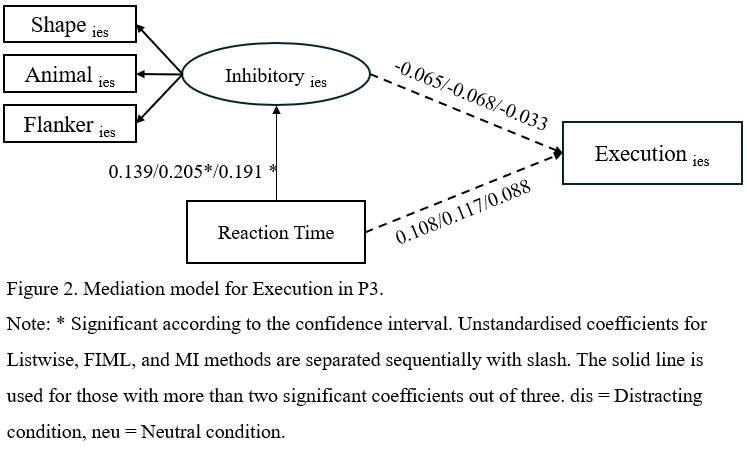 Shape ies
Animal ies
Flanker ies
Inhibitory ies
-0.065/-0.068/-0.033
Execution ies
0.139/0.205*/0.191 *
Reaction Time
0.108/0.117/0.088
Figure 2. Mediation model for Execution in P3.
Note: * Significant according to the confidence interval. Unstandardised coefficients for
Listwise, FIML, and MI methods are separated sequentially with slash. The solid line is
used for those with more than two significant coefficients out of three. dis = Distracting
condition, neu = Neutral condition.